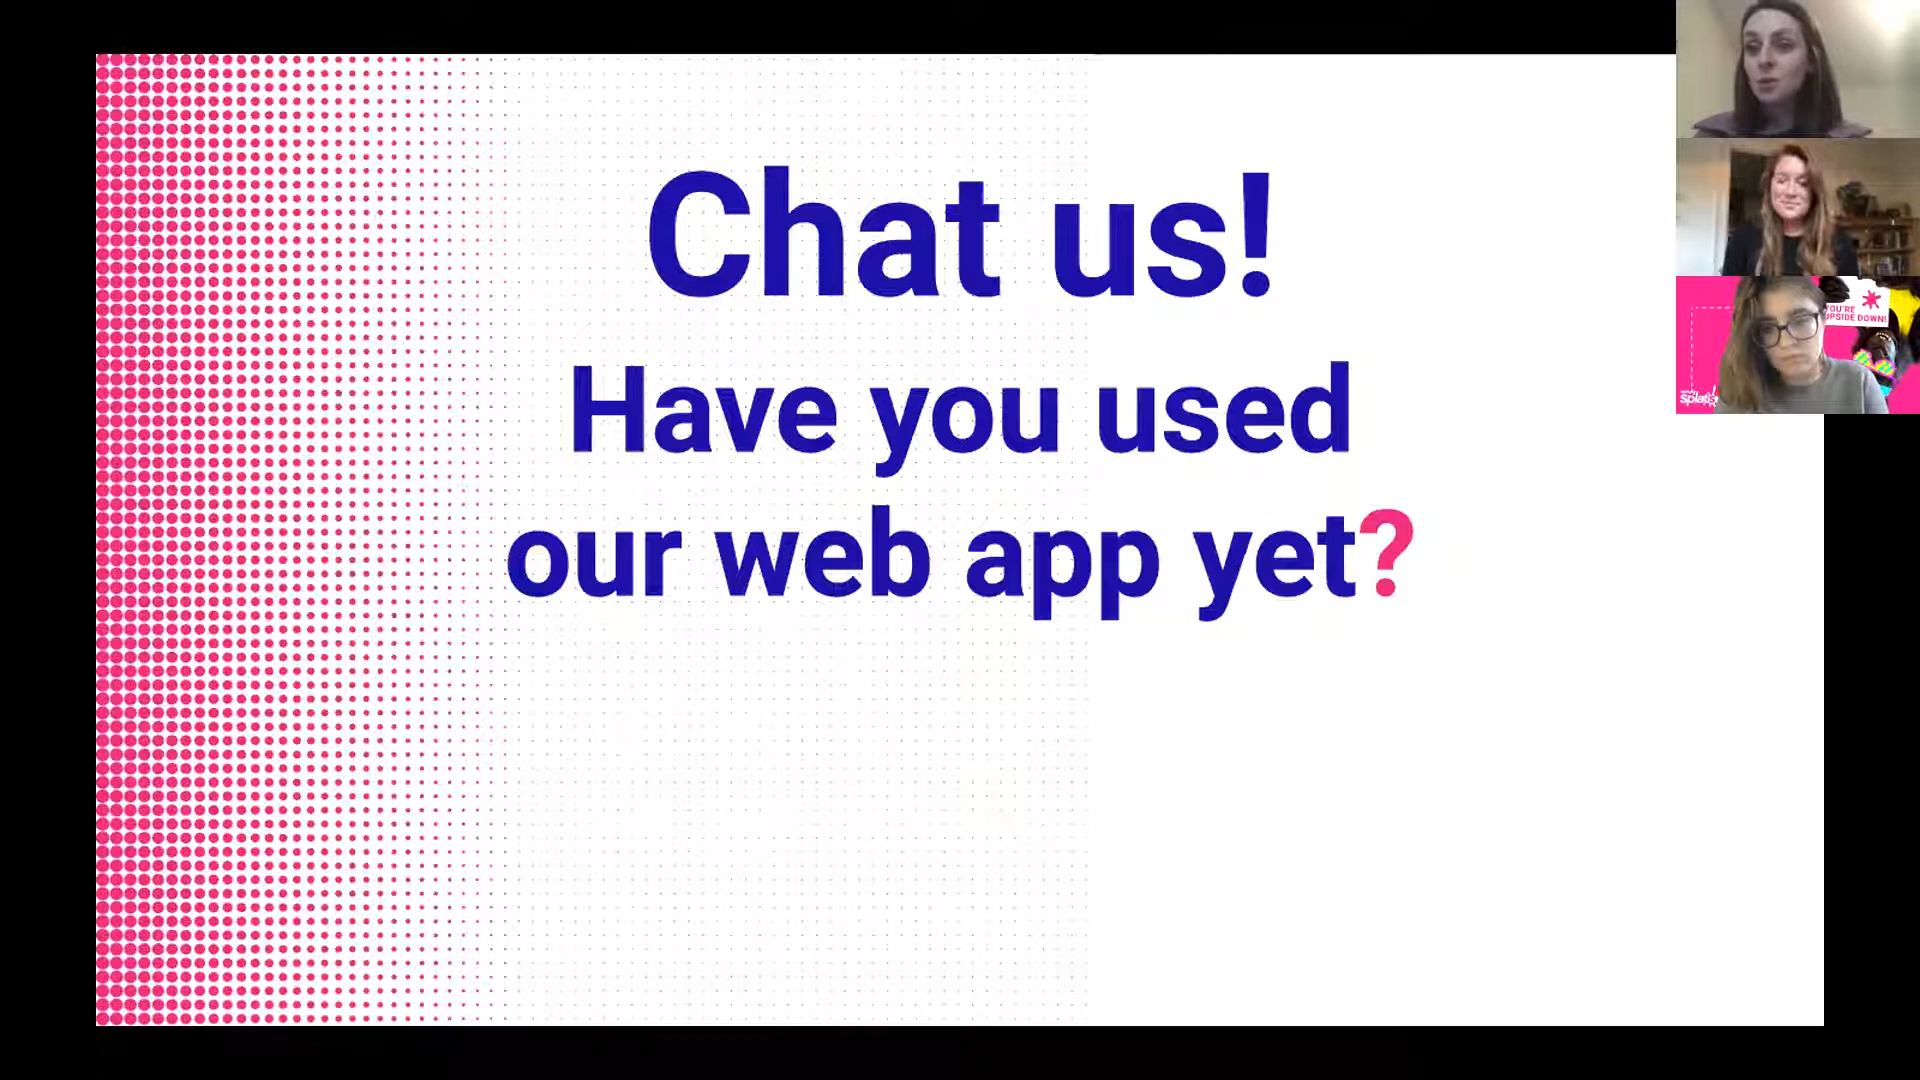 Chat us!
Have you used
our web app yet?
YOU'RE
UPSIDE DOWN!
splat